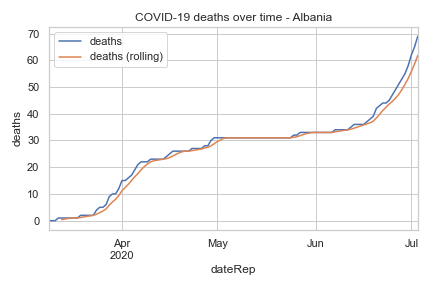 COVID-19 deaths over time - Albania
deaths
deaths (rolling)
70
60
50
40
30
20
10
0
deaths
Apr
2020
May
Jun
Jul
dateRep